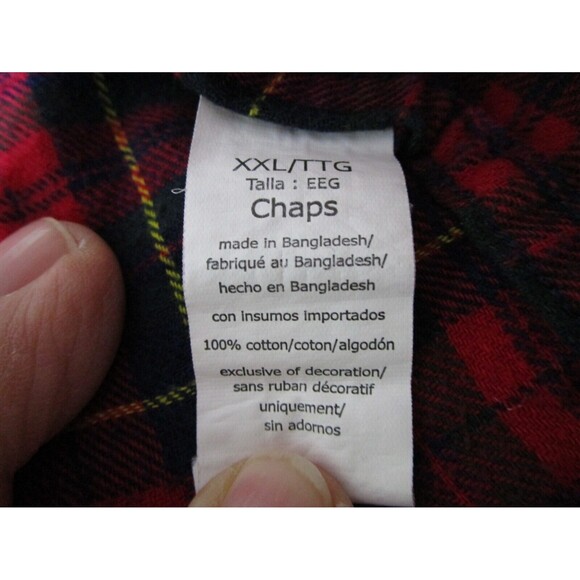 XXL/TTG
Talla : EEG
Chaps
made in Bangladesh/
fabriqué au Bangladesh/
hecho en Bangladesh
con insumos importados
100% cotton/coton/algodón
exclusive of decoration/
sans ruban décoratif
uniquement/
sin adornos